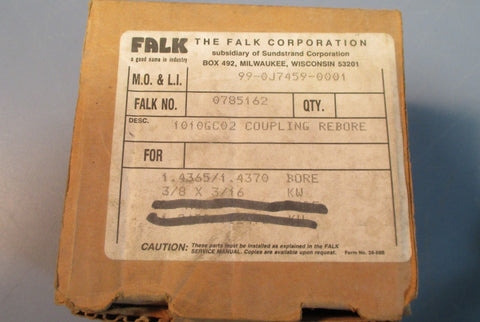 FALK THE FALK CORPORATION
a good name in industry subsidiary of Sundstrand Corporation
BOX 492, MILWAUKEE, WISCONSIN 53201
M.O. & L.I. 99-0J7459-0001
FALK NO. 0785162 QTY.
DESC. 1010GC02 COUPLING REBORE
FOR
1.4365/1.4370 BORE
3/8 X 3/16 KW
KW
CAUTION: These parts must be installed as explained in the FALK
SERVICE MANUAL. Copies are available upon request. Form No.